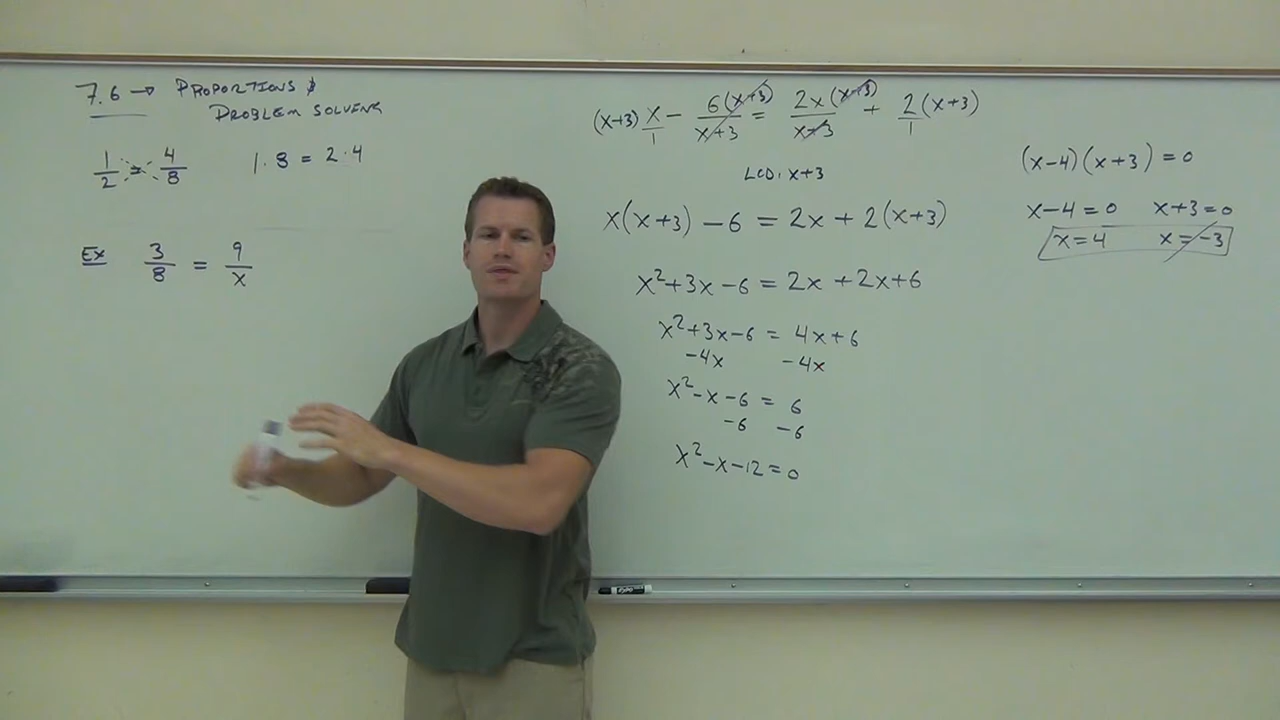 7.6 → PROPORTIONS &
PROBLEM SOLVING
1/2 = 4/8
1·8 = 2·4
Ex 3/8 = 9/x
(x+3) x/1 - 6(x+3)/(x+3) = 2x(x+3)/(x+3) + 2/1 (x+3)
LCD: x+3
x(x+3) - 6 = 2x + 2(x+3)
x²+3x-6 = 2x+2x+6
x²+3x-6 = 4x+6
-4x -4x
x²-x-6 = 6
-6 -6
x²-x-12=0
(x-4)(x+3)=0
x-4=0 x+3=0
x=4 x=-3